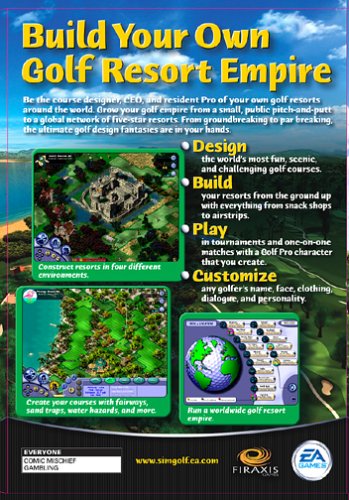 Build Your Own
Golf Resort Empire
Be the course designer, CEO, and resident Pro of your own golf resorts
around the world. Grow your golf empire from a small, public pitch-and-putt
to a global network of five-star resorts. From groundbreaking to par breaking,
the ultimate golf design fantasies are in your hands.
• Design
the world's most fun, scenic,
and challenging golf courses.
• Build
your resorts from the ground up
with everything from snack shops
to airstrips.
• Play
in tournaments and one-on-one
matches with a Golf Pro character
that you create.
• Customize
any golfer's name, face, clothing,
dialogue, and personality.
Construct resorts in four different
environments.
Create your courses with fairways,
sand traps, water hazards, and more.
Run a worldwide golf resort
empire.
EVERYONE
COMIC MISCHIEF
GAMBLING
www.simgolf.ea.com
FIRAXIS
GAMES
EA
GAMES